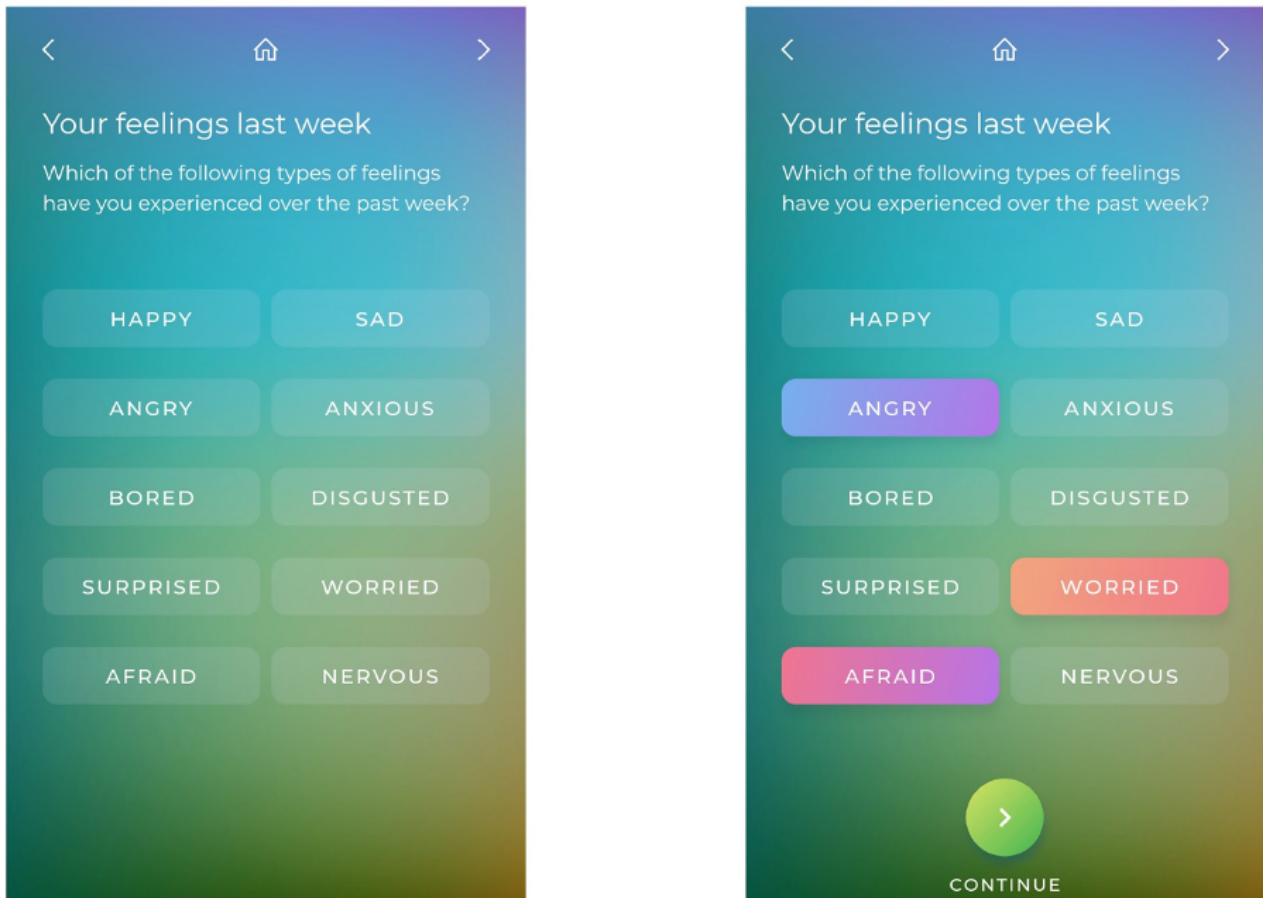 Your feelings last week
Which of the following types of feelings
have you experienced over the past week?
HAPPY SAD
ANGRY ANXIOUS
BORED DISGUSTED
SURPRISED WORRIED
AFRAID NERVOUS
Your feelings last week
Which of the following types of feelings
have you experienced over the past week?
HAPPY SAD
ANGRY ANXIOUS
BORED DISGUSTED
SURPRISED WORRIED
AFRAID NERVOUS
CONTINUE